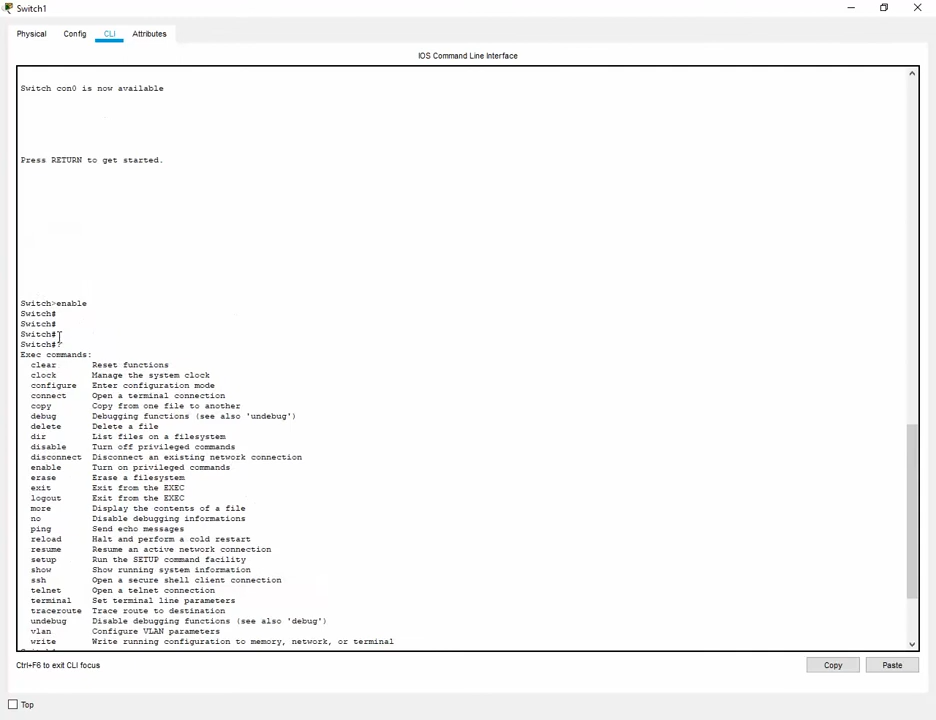 Switch1
Physical Config CLI Attributes
IOS Command Line Interface
Switch con0 is now available
Press RETURN to get started.
Switch>enable
Switch#
Switch#
Switch#
Switch#?
Exec commands:
clear Reset functions
clock Manage the system clock
configure Enter configuration mode
connect Open a terminal connection
copy Copy from one file to another
debug Debugging functions (see also 'undebug')
delete Delete a file
dir List files on a filesystem
disable Turn off privileged commands
disconnect Disconnect an existing network connection
enable Turn on privileged commands
erase Erase a filesystem
exit Exit from the EXEC
logout Exit from the EXEC
more Display the contents of a file
no Disable debugging informations
ping Send echo messages
reload Halt and perform a cold restart
resume Resume an active network connection
setup Run the SETUP command facility
show Show running system information
ssh Open a secure shell client connection
telnet Open a telnet connection
terminal Set terminal line parameters
traceroute Trace route to destination
undebug Disable debugging functions (see also 'debug')
vlan Configure VLAN parameters
write Write running configuration to memory, network, or terminal
Ctrl+F6 to exit CLI focus
Copy Paste
Top